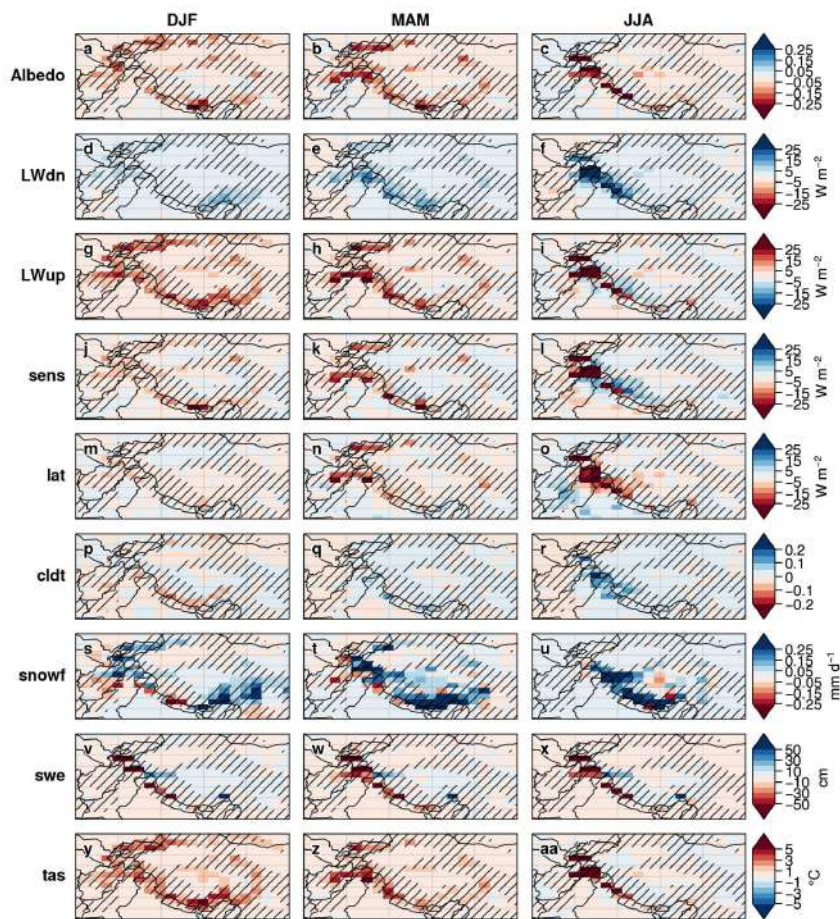 DJF MAM JJA
Albedo a b c 0.25 0.15 0.05 −0.05 −0.15 −0.25
LWdn d e f 25 15 5 −5 −15 −25 W m⁻²
LWup g h i 25 15 5 −5 −15 −25 W m⁻²
sens j k l 25 15 5 −5 −15 −25 W m⁻²
lat m n o 25 15 5 −5 −15 −25 W m⁻²
cldt p q r 0.2 0.1 0 −0.1 −0.2
snowf s t u 0.25 0.15 0.05 −0.05 −0.15 −0.25 mm d⁻¹
swe v w x 50 30 10 −10 −30 −50 cm
tas y z aa 5 3 1 −1 −3 −5 °C